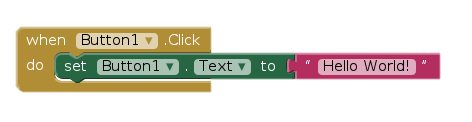 when Button1 .Click
do set Button1 . Text to " Hello World! "